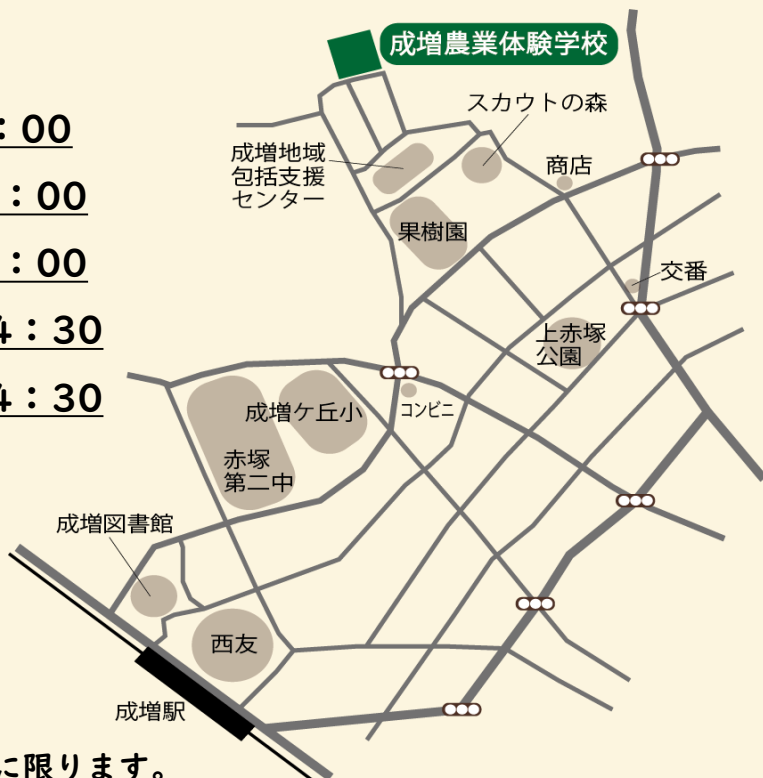 成増農業体験学校
スカウトの森
：00
成増地域
包括支援
センター
商店
：00
果樹園
：00
交番
4：30
上赤塚
公園
4：30
成増ケ丘小
コンビニ
赤塚
第二中
成増図書館
西友
成増駅
に限ります。